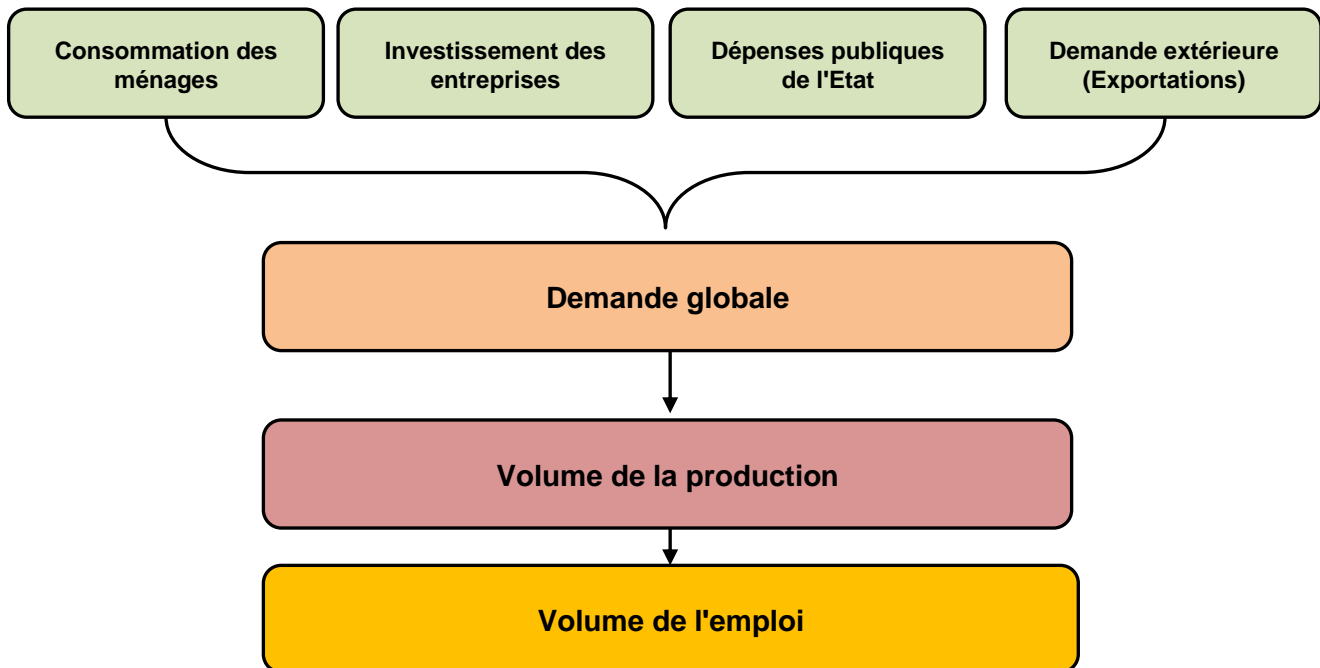 Consommation des
ménages
Investissement des
entreprises
Dépenses publiques
de l'Etat
Demande extérieure
(Exportations)
Demande globale
Volume de la production
Volume de l'emploi